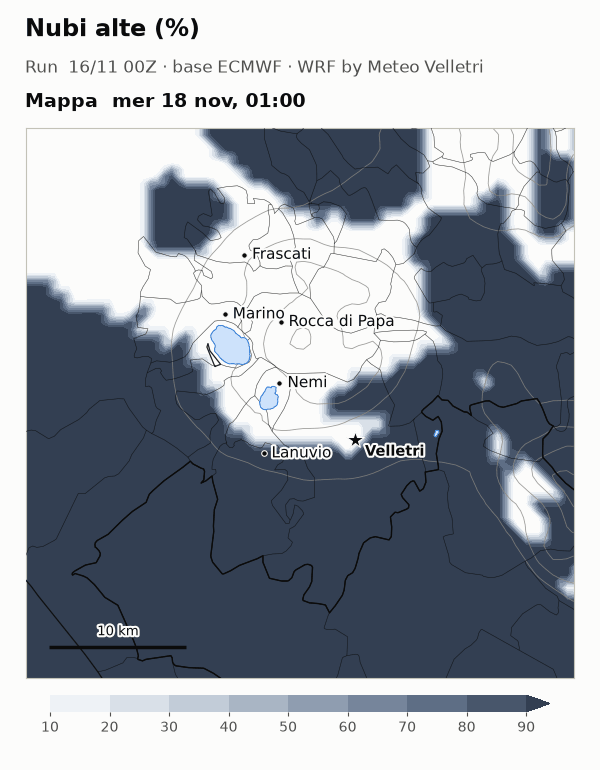 Nubi alte (%)
Run  16/11 00Z · base ECMWF · WRF by Meteo Velletri
Mappa  mer 18 nov, 01:00
Frascati
Marino
Rocca di Papa
Nemi
Velletri
Lanuvio
10 km
10 20 30 40 50 60 70 80 90